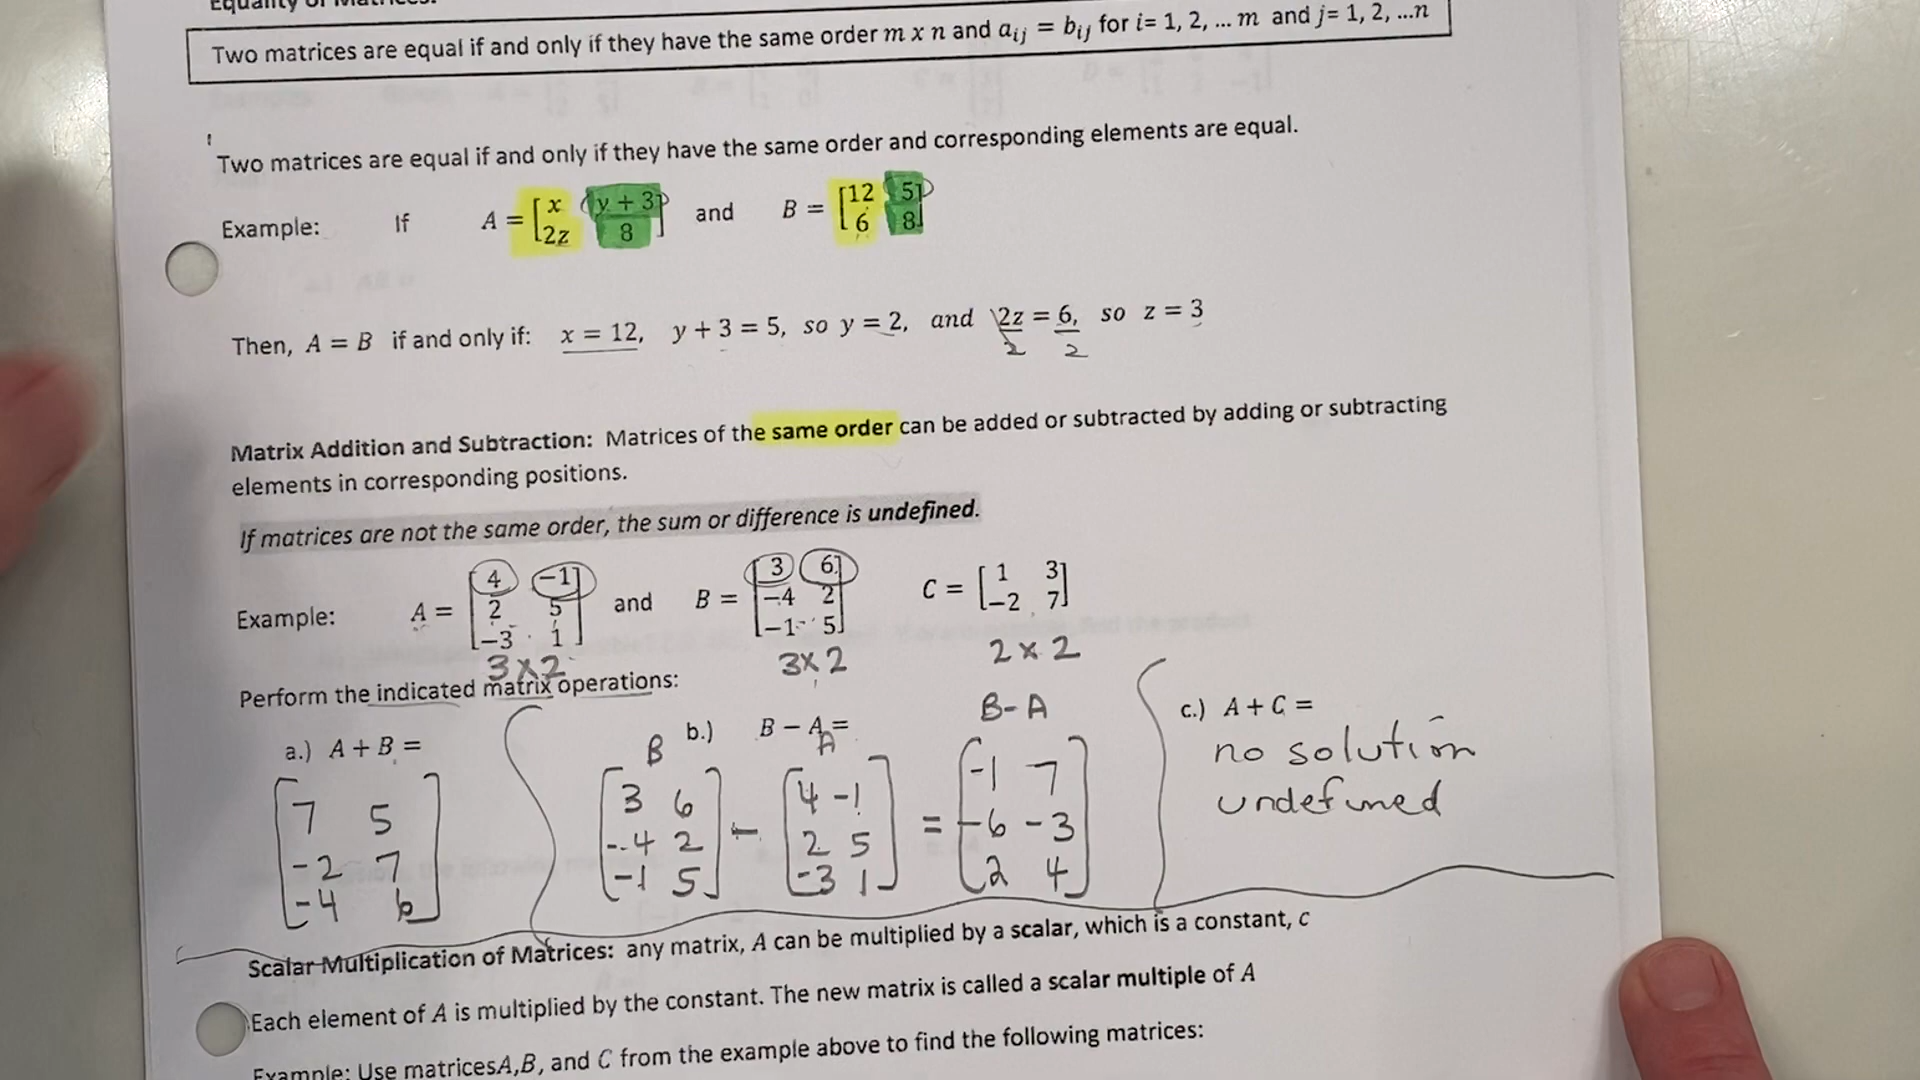 Equality of Matrices:
Two matrices are equal if and only if they have the same order m x n and aᵢⱼ = bᵢⱼ for i= 1, 2, ... m and j= 1, 2, ...n
Two matrices are equal if and only if they have the same order and corresponding elements are equal.
Example: If A = [x y + 3; 2z 8] and B = [12 5; 6 8]
Then, A = B if and only if: x = 12, y + 3 = 5, so y = 2, and 2z = 6, so z = 3
2 2
Matrix Addition and Subtraction: Matrices of the same order can be added or subtracted by adding or subtracting
elements in corresponding positions.
If matrices are not the same order, the sum or difference is undefined.
Example: A = [4 −1; 2 5; −3 1] and B = [3 6; −4 2; −1 5] C = [1 3; −2 7]
3x2 3x2 2x2
Perform the indicated matrix operations:
a.) A + B = b.) B − A = B-A c.) A + C =
B A
[7 5; -2 7; -4 6]
[3 6; -4 2; -1 5] - [4 -1; 2 5; -3 1] = [-1 7; -6 -3; 2 4]
no solution
undefined
Scalar Multiplication of Matrices: any matrix, A can be multiplied by a scalar, which is a constant, c
Each element of A is multiplied by the constant. The new matrix is called a scalar multiple of A
Example: Use matricesA,B, and C from the example above to find the following matrices: